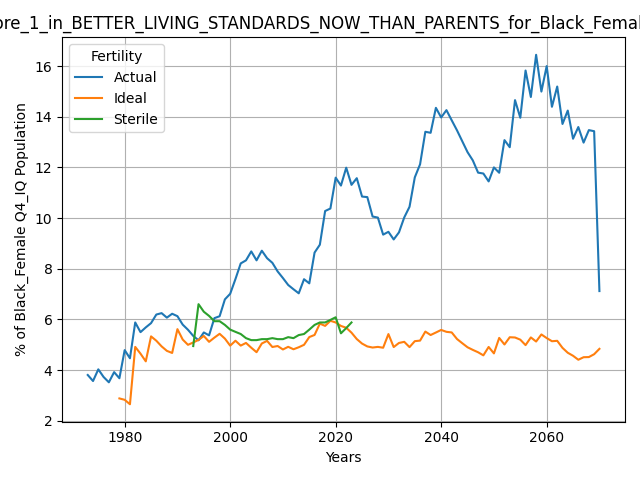 ore_1_in_BETTER_LIVING_STANDARDS_NOW_THAN_PARENTS_for_Black_Femal
Fertility
Actual
Ideal
Sterile
% of Black_Female Q4_IQ Population
16
14
12
10
8
6
4
2
1980
2000
2020
2040
2060
Years